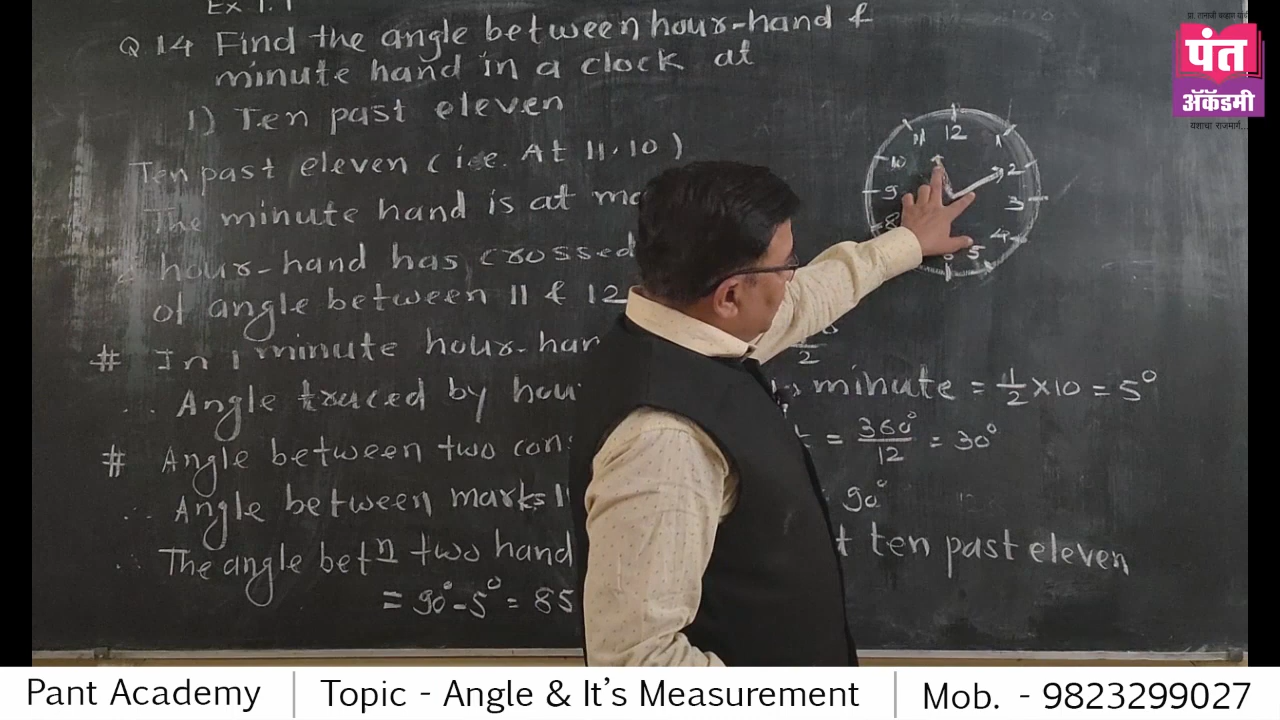 Ex 1.1
Q 14 Find the angle between hour-hand &
minute hand in a clock at
1) Ten past eleven
Ten past eleven (i.e. At 11.10)
The minute hand is at
& hour-hand has crossed
of angle between 11 & 12
# In 1 minute hour-han
2
∴ Angle traced by hou minute = 1/2 × 10 = 5°
# Angle between two con = 360°/12 = 30°
∴ Angle between marks 90°
∴ The angle betn two hand t ten past eleven
= 90° - 5° = 85
11 12 1
10 2
9 3
8 4
5
पंत
ॲकॅडमी
यशाचा राजमार्ग...
Pant Academy | Topic - Angle & It's Measurement | Mob. - 9823299027